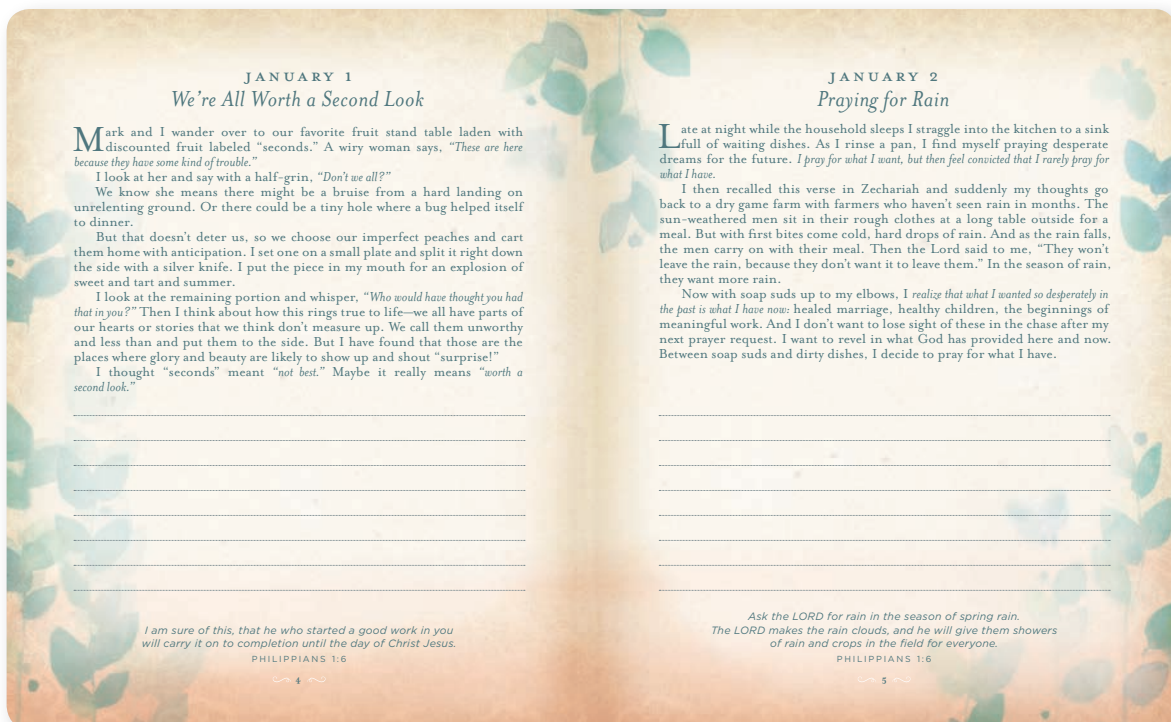 JANUARY 1
We're All Worth a Second Look
Mark and I wander over to our favorite fruit stand table laden with
discounted fruit labeled “seconds.” A wiry woman says, “These are here
because they have some kind of trouble.”
I look at her and say with a half-grin, “Don’t we all?”
We know she means there might be a bruise from a hard landing on
unrelenting ground. Or there could be a tiny hole where a bug helped itself
to dinner.
But that doesn’t deter us, so we choose our imperfect peaches and cart
them home with anticipation. I set one on a small plate and split it right down
the side with a silver knife. I put the piece in my mouth for an explosion of
sweet and tart and summer.
I look at the remaining portion and whisper, “Who would have thought you had
that in you?” Then I think about how this rings true to life—we all have parts of
our hearts or stories that we think don’t measure up. We call them unworthy
and less than and put them to the side. But I have found that those are the
places where glory and beauty are likely to show up and shout “surprise!”
I thought “seconds” meant “not best.” Maybe it really means “worth a
second look.”
I am sure of this, that he who started a good work in you
will carry it on to completion until the day of Christ Jesus.
PHILIPPIANS 1:6
4
JANUARY 2
Praying for Rain
Late at night while the household sleeps I straggle into the kitchen to a sink
full of waiting dishes. As I rinse a pan, I find myself praying desperate
dreams for the future. I pray for what I want, but then feel convicted that I rarely pray for
what I have.
I then recalled this verse in Zechariah and suddenly my thoughts go
back to a dry game farm with farmers who haven’t seen rain in months. The
sun-weathered men sit in their rough clothes at a long table outside for a
meal. But with first bites come cold, hard drops of rain. And as the rain falls,
the men carry on with their meal. Then the Lord said to me, “They won’t
leave the rain, because they don’t want it to leave them.” In the season of rain,
they want more rain.
Now with soap suds up to my elbows, I realize that what I wanted so desperately in
the past is what I have now: healed marriage, healthy children, the beginnings of
meaningful work. And I don’t want to lose sight of these in the chase after my
next prayer request. I want to revel in what God has provided here and now.
Between soap suds and dirty dishes, I decide to pray for what I have.
Ask the LORD for rain in the season of spring rain.
The LORD makes the rain clouds, and he will give them showers
of rain and crops in the field for everyone.
PHILIPPIANS 1:6
5